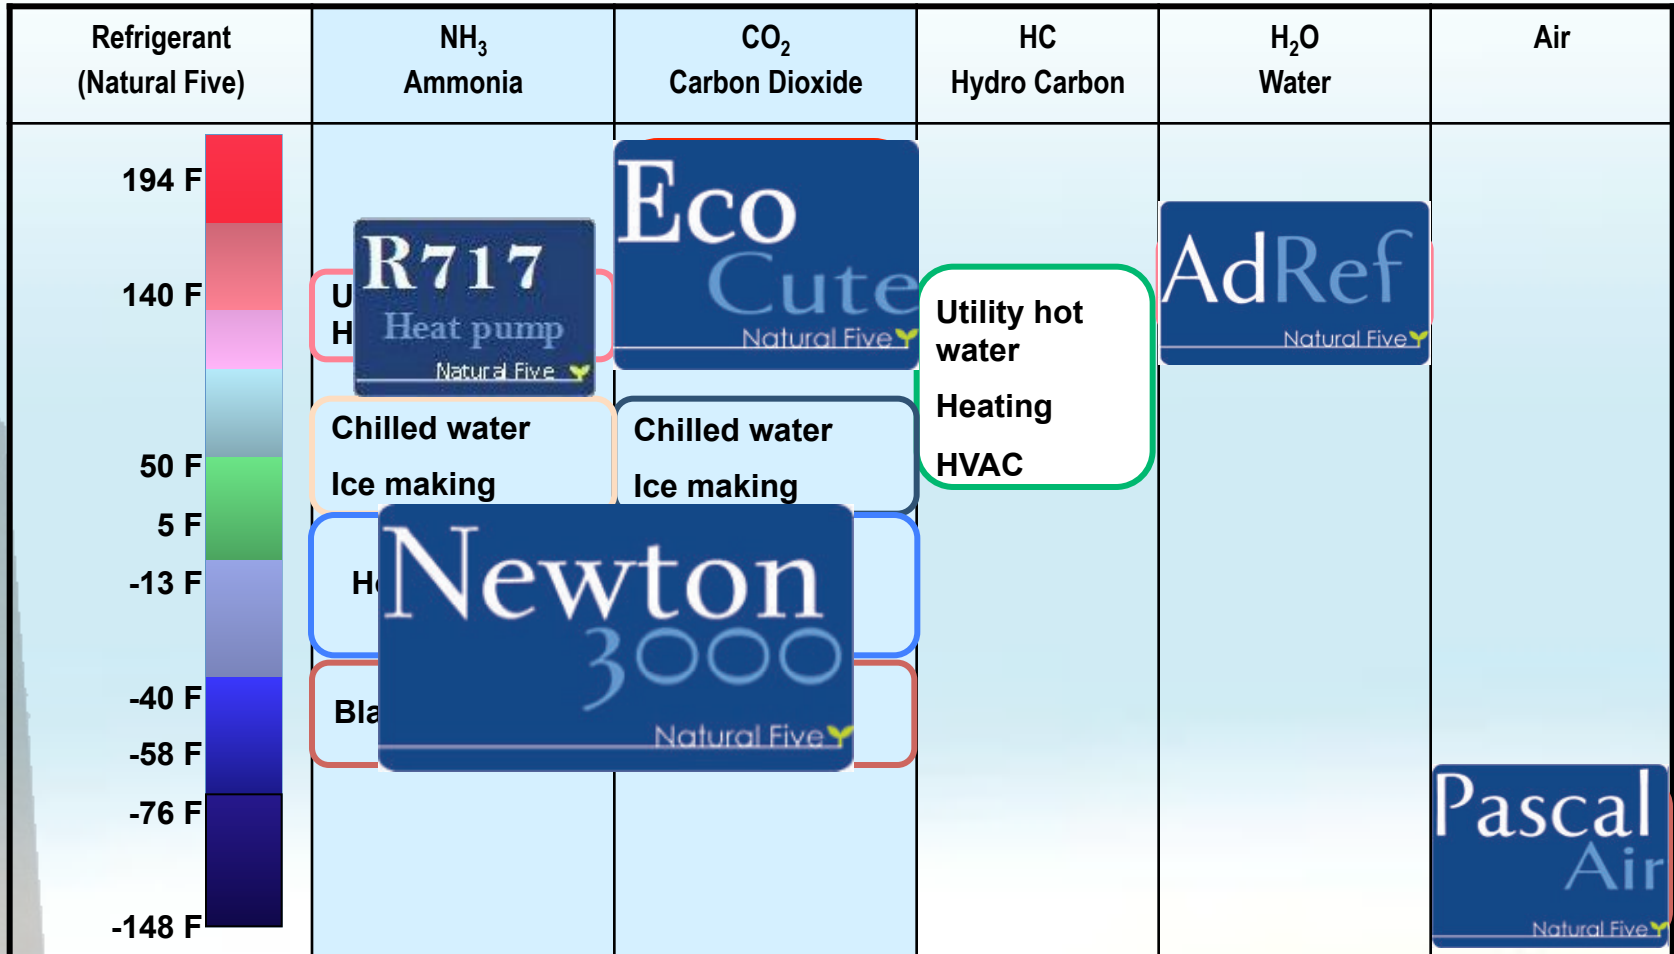 Refrigerant
(Natural Five)
NH₃
Ammonia
CO₂
Carbon Dioxide
HC
Hydro Carbon
H₂O
Water
Air
194 F
140 F
50 F
5 F
-13 F
-40 F
-58 F
-76 F
-148 F
R717
Heat pump
Natural Five
Chilled water
Ice making
Eco
Cute
Natural Five
Chilled water
Ice making
Newton
3000
Natural Five
Utility hot
water
Heating
HVAC
AdRef
Natural Five
Pascal
Air
Natural Five